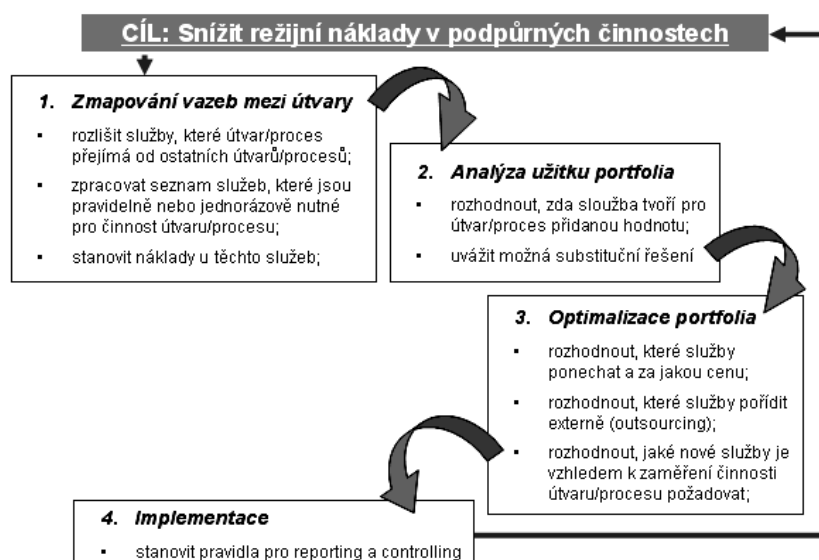 CÍL: Snížit režijní náklady v podpůrných činnostech
1. Zmapování vazeb mezi útvary
▪ rozlišit služby, které útvar/proces
přejímá od ostatních útvarů/procesů;
▪ zpracovat seznam služeb, které jsou
pravidelně nebo jednorázově nutné
pro činnost útvaru/procesu;
▪ stanovit náklady u těchto služeb;
2. Analýza užitku portfolia
▪ rozhodnout, zda sloužba tvoří pro
útvar/proces přidanou hodnotu;
▪ uvážit možná substituční řešení
3. Optimalizace portfolia
▪ rozhodnout, které služby
ponechat a za jakou cenu;
▪ rozhodnout, které služby pořídit
externě (outsorcing);
▪ rozhodnout, jaké nové služby je
vzhledem k zaměření činnosti
útvaru/procesu požadovat;
4. Implementace
▪ stanovit pravidla pro reporting a controlling